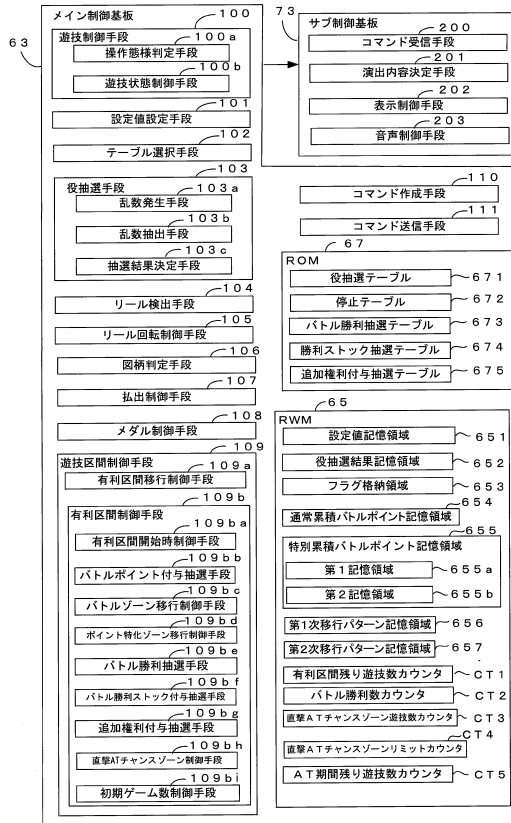 63
メイン制御基板
100
遊技制御手段
100a
操作態様判定手段
100b
遊技状態制御手段
101
設定値設定手段
102
テーブル選択手段
103
役抽選手段
103a
乱数発生手段
103b
乱数抽出手段
103c
抽選結果決定手段
104
リール検出手段
105
リール回転制御手段
106
図柄判定手段
107
払出制御手段
108
メダル制御手段
109
遊技区間制御手段
109a
有利区間移行制御手段
109b
有利区間制御手段
109ba
有利区間開始時制御手段
109bb
バトルポイント付与抽選手段
109bc
バトルゾーン移行制御手段
109bd
ポイント特化ゾーン移行制御手段
109be
バトル勝利抽選手段
109bf
バトル勝利ストック付与抽選手段
109bg
追加権利付与抽選手段
109bh
直撃ATチャンスゾーン制御手段
109bi
初期ゲーム数制御手段
73
サブ制御基板
200
コマンド受信手段
201
演出内容決定手段
202
表示制御手段
203
音声制御手段
110
コマンド作成手段
111
コマンド送信手段
67
ROM
役抽選テーブル 671
停止テーブル 672
バトル勝利抽選テーブル 673
勝利ストック抽選テーブル 674
追加権利付与抽選テーブル 675
65
RWM
設定値記憶領域 651
役抽選結果記憶領域 652
フラグ格納領域 653
654
通常累積バトルポイント記憶領域
655
特別累積バトルポイント記憶領域
第1記憶領域 655a
第2記憶領域 655b
第1次移行パターン記憶領域 656
第2次移行パターン記憶領域 657
有利区間残り遊技数カウンタ CT1
バトル勝利数カウンタ CT2
直撃ATチャンスゾーン遊技数カウンタ CT3
CT4
直撃ATチャンスゾーンリミットカウンタ
AT期間残り遊技数カウンタ CT5